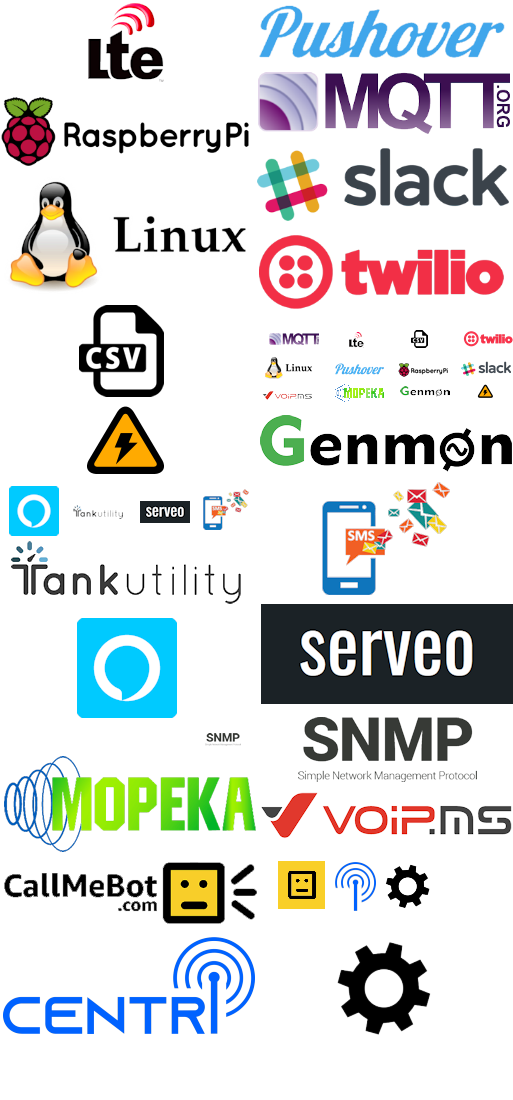 Lte
Pushover
MQTT
.ORG
RaspberryPi
slack
Linux
twilio
CSV
MQTT
Lte
CSV
twilio
Linux
Pushover
RaspberryPi
slack
VOIP.MS
MOPEKA
Genmon
Genmon
Tankutility
serveo
SMS
SMS
Tankutility
serveo
SNMP
SNMP
Simple Network Management Protocol
MOPEKA
VOiP.MS
CallMeBot
.com
CENTRI